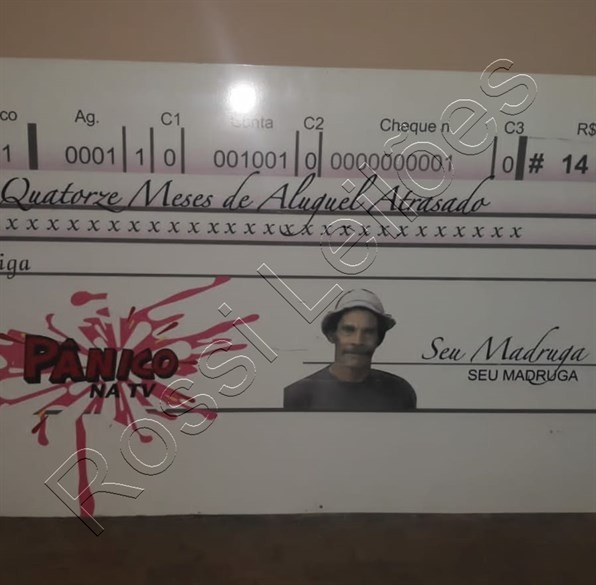 co Ag. C1 Conta C2 Cheque n. C3 R$
1 0001 1 0 001001 0 0000000001 0 # 14
Quatorze Meses de Aluguel Atrasado
x x x x x x x x x x x x x x x x x x x x x x x x x x
iga
PÂNICO
NA TV
Seu Madruga
SEU MADRUGA
Rossi Leilões